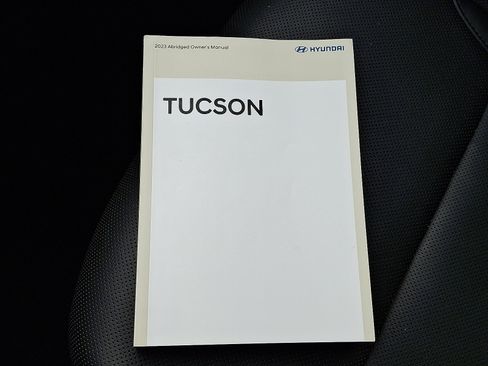 2023 Abridged Owner's Manual HYUNDAI
TUCSON